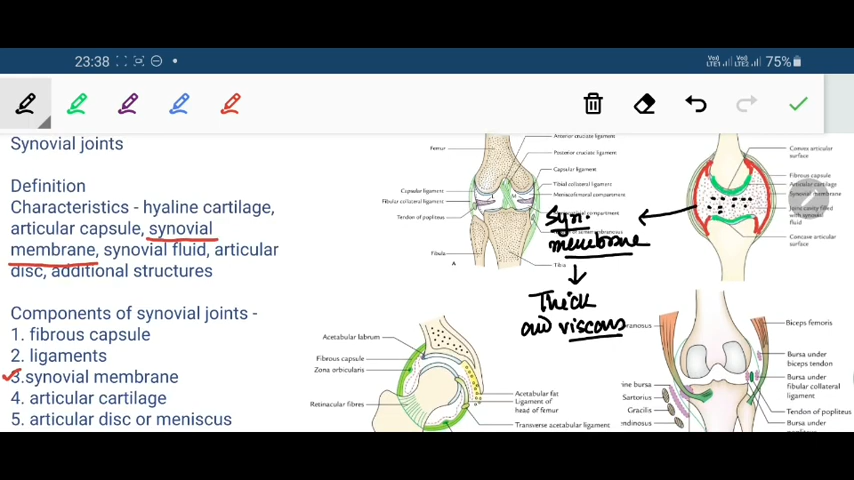 23:38
VoD LTE1 VoD LTE2 75%
Synovial joints
Definition
Characteristics - hyaline cartilage,
articular capsule, synovial
membrane, synovial fluid, articular
disc, additional structures
Components of synovial joints -
1. fibrous capsule
2. ligaments
3.synovial membrane
4. articular cartilage
5. articular disc or meniscus
Femur
Anterior cruciate ligament
Posterior cruciate ligament
Capsular ligament
Tibial collateral ligament
Meniscofemoral compartment
Capsular ligament
Fibular collateral ligament
Tendon of popliteus
Fibula
Tibia
A
Syn.
membrane
Thick
and viscous
Convex articular
surface
Fibrous capsule
Articular cartilage
Synovial membrane
Joint cavity filled
with synovial
fluid
Concave articular
surface
Acetabular labrum
Fibrous capsule
Zona orbicularis
Retinacular fibres
Acetabular fat
Ligament of
head of femur
Transverse acetabular ligament
Biceps femoris
Bursa under
biceps tendon
Bursa under
fibular collateral
ligament
Tendon of popliteus
Bursa under
Sartorius
Gracilis